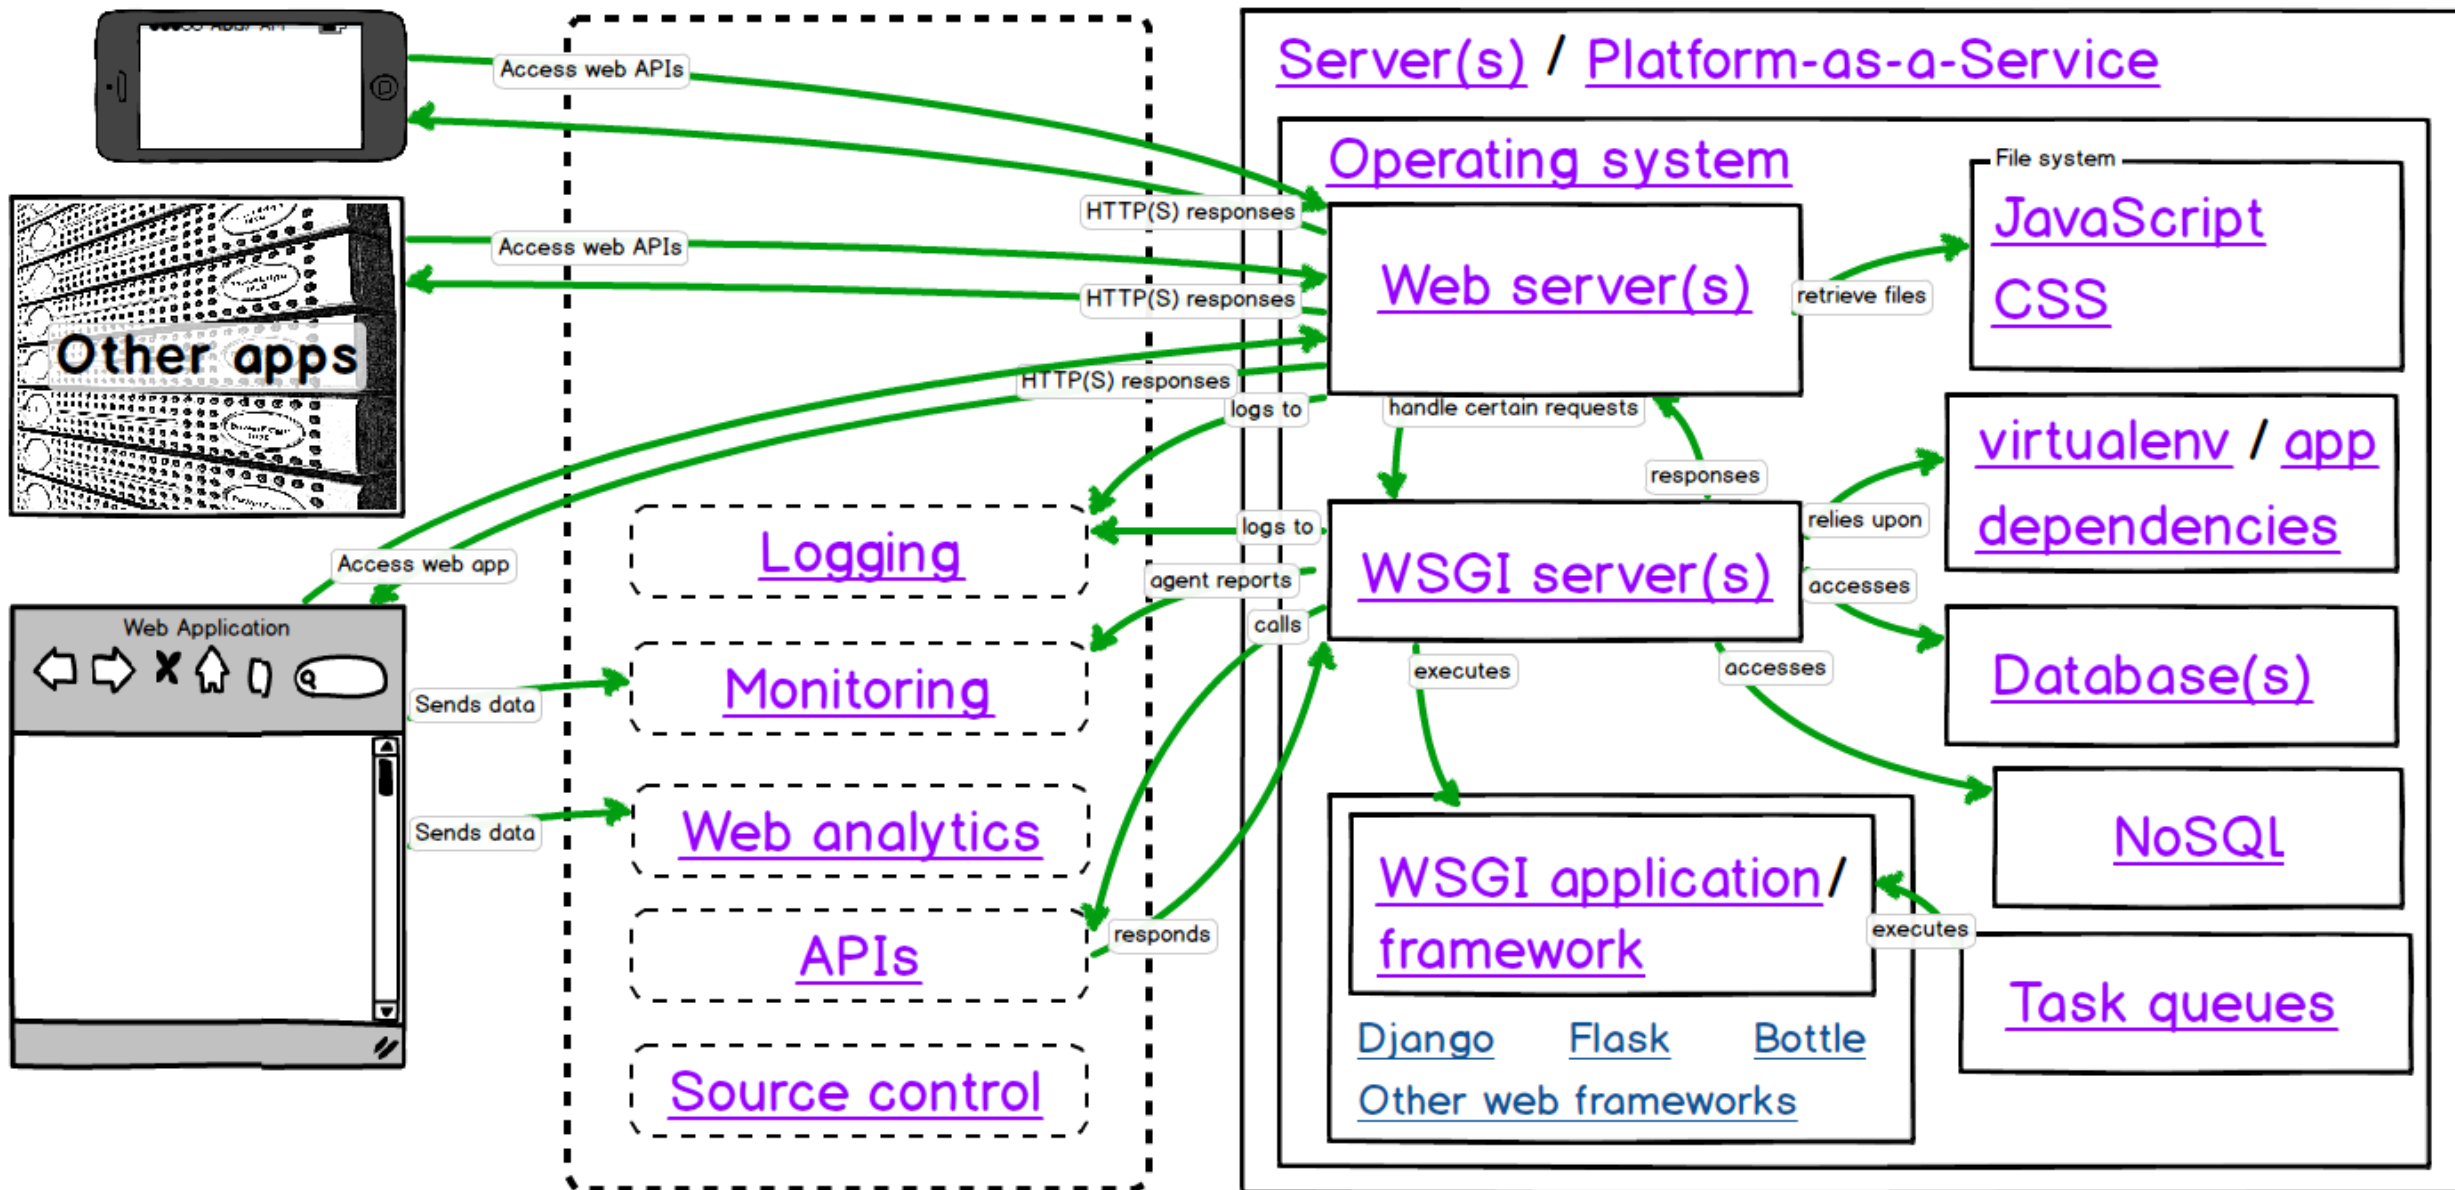 Access web APIs
HTTP(S) responses
Access web APIs
HTTP(S) responses
Other apps
HTTP(S) responses
Access web app
Web Application
Sends data
Sends data
logs to
logs to
agent reports
calls
responds
Logging
Monitoring
Web analytics
APIs
Source control
Server(s) / Platform-as-a-Service
Operating system
Web server(s)
retrieve files
File system
JavaScript
CSS
handle certain requests
responses
WSGI server(s)
relies upon
virtualenv / app
dependencies
accesses
Database(s)
accesses
NoSQL
executes
WSGI application/
framework
executes
Task queues
Django Flask Bottle
Other web frameworks